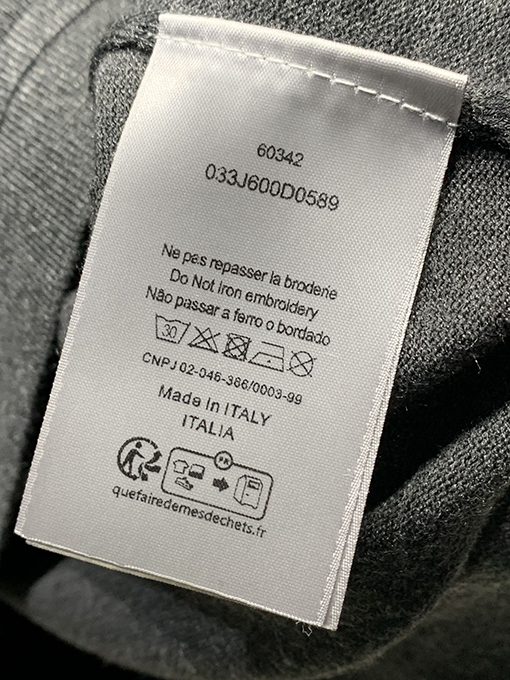 60342
033J600D0589
Ne pas repasser la broderie
Do Not Iron embroidery
Não passar a ferro o bordado
30
CNPJ 02-046-366/0003-99
Made in ITALY
ITALIA
quefairedemesdechets.fr